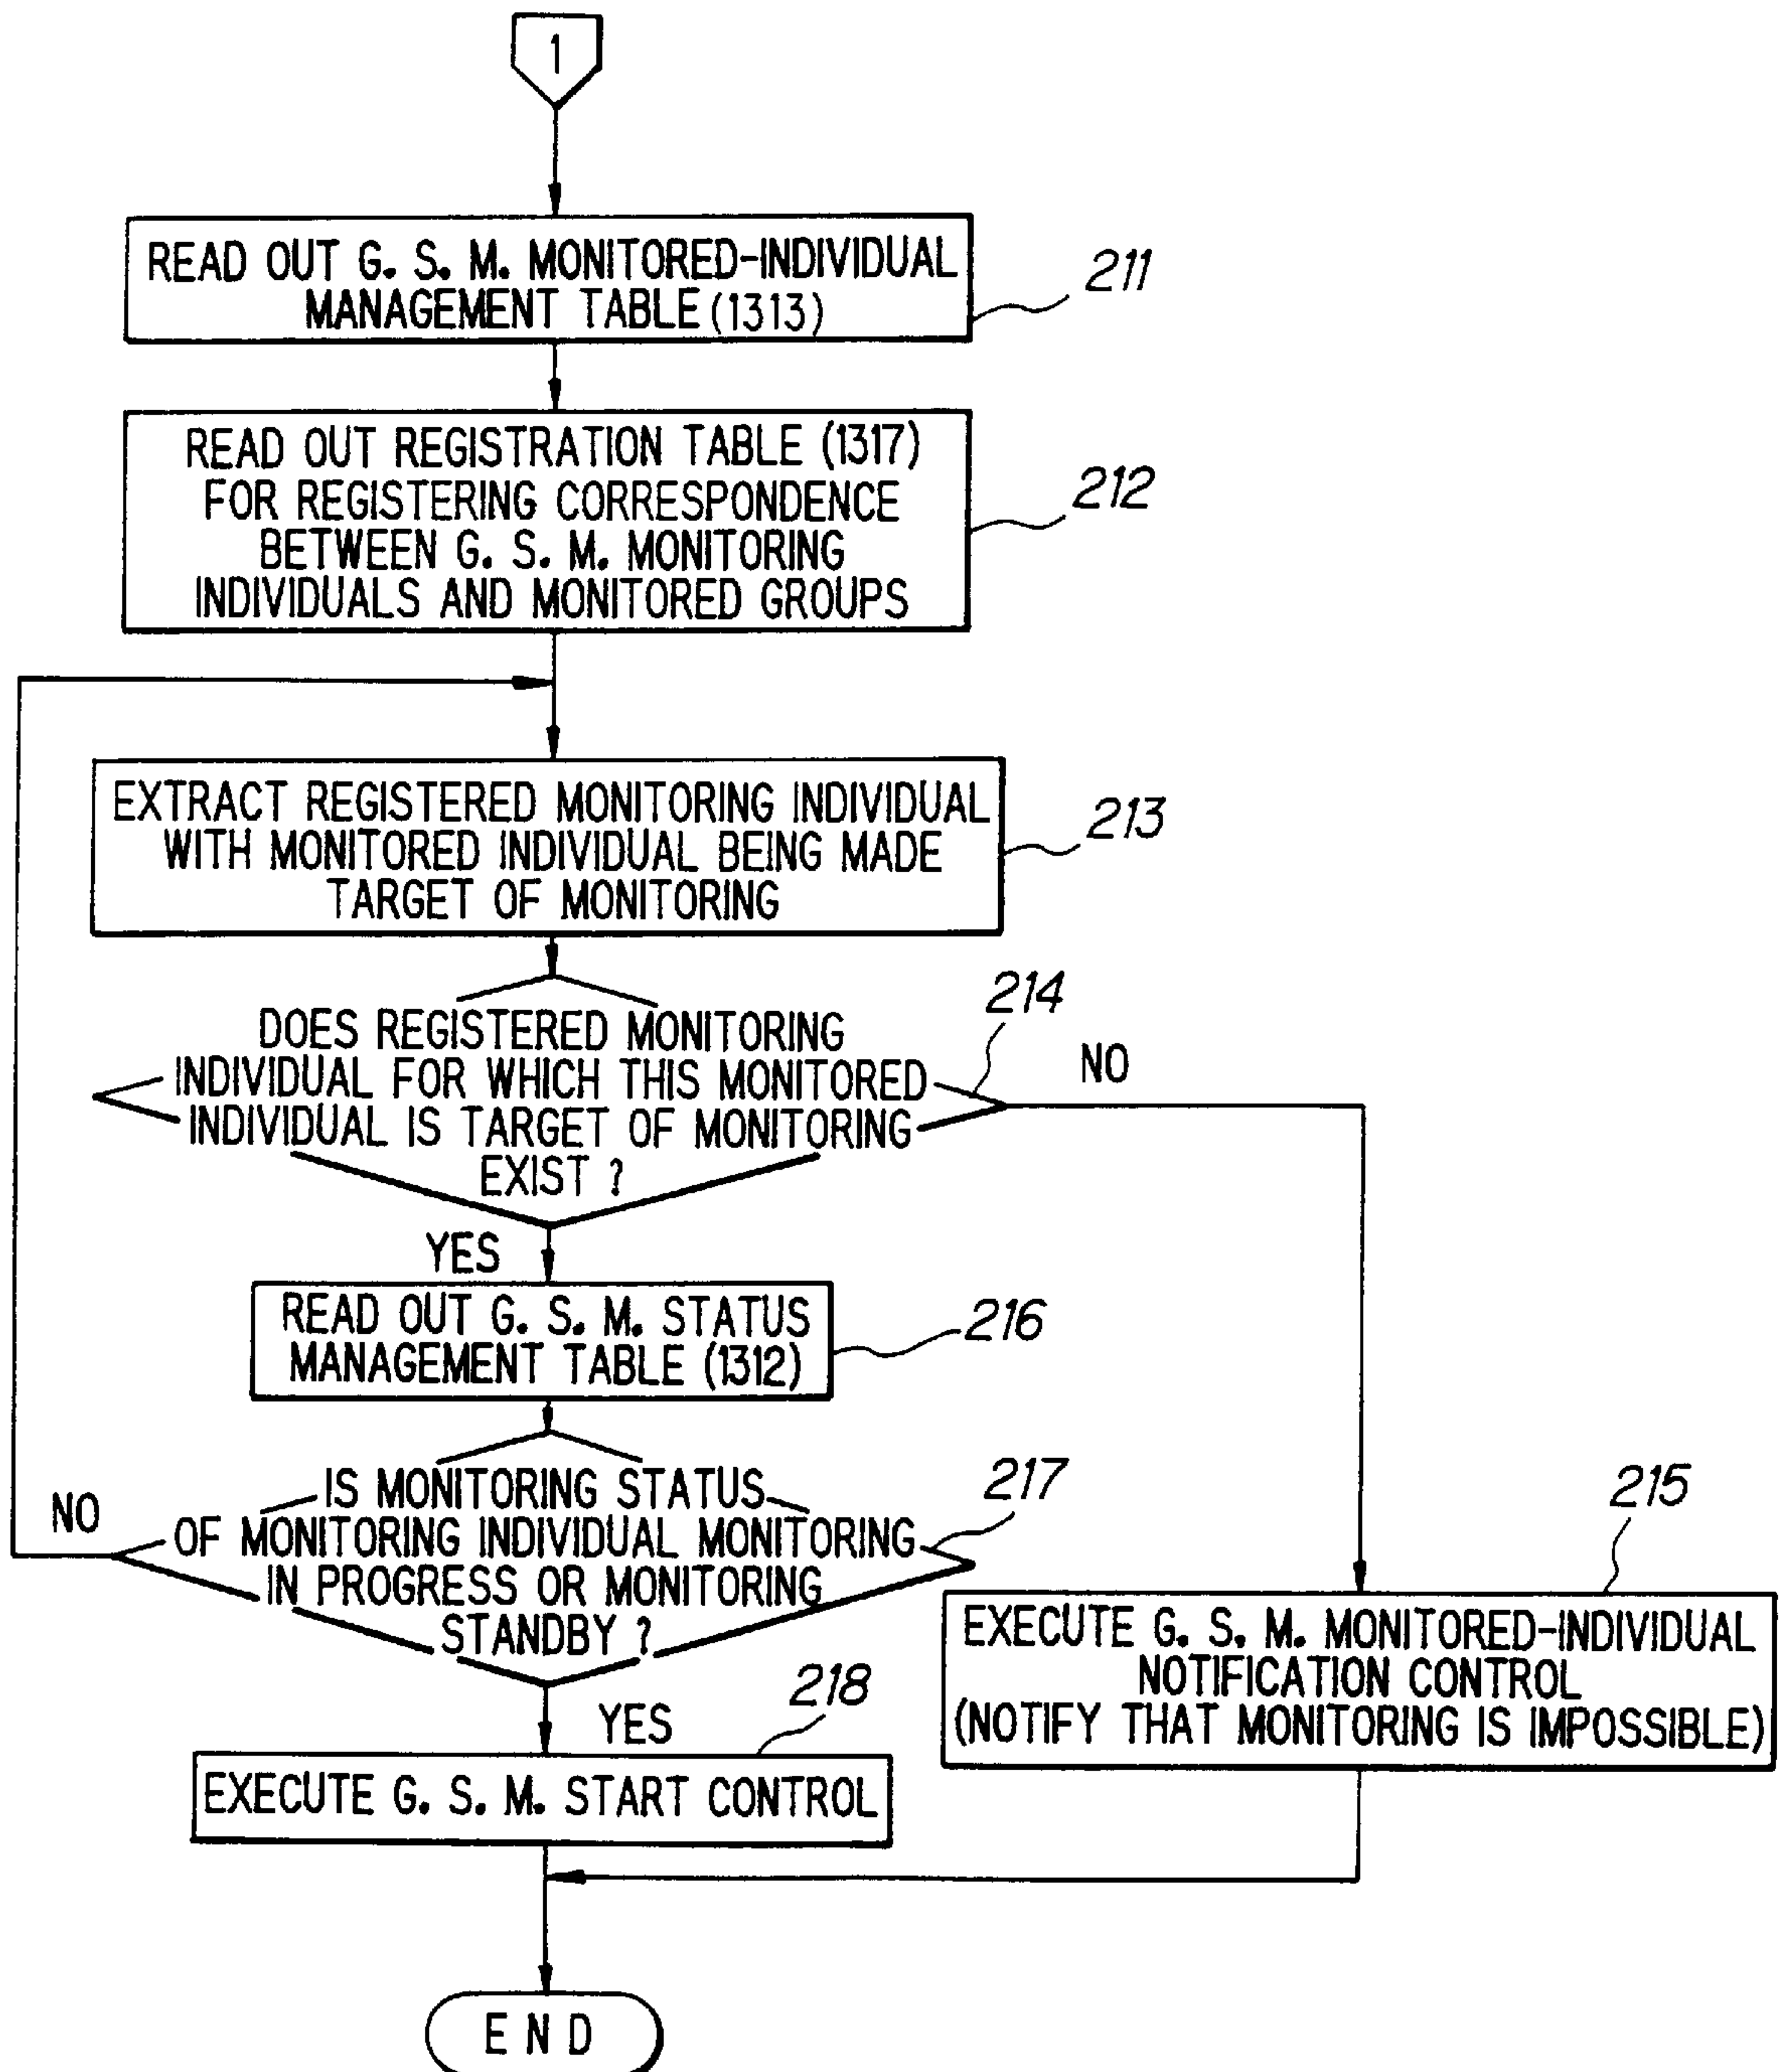 1
READ OUT G. S. M. MONITORED-INDIVIDUAL
MANAGEMENT TABLE (1313)
211
READ OUT REGISTRATION TABLE (1317)
FOR REGISTERING CORRESPONDENCE
BETWEEN G. S. M. MONITORING
INDIVIDUALS AND MONITORED GROUPS
212
EXTRACT REGISTERED MONITORING INDIVIDUAL
WITH MONITORED INDIVIDUAL BEING MADE
TARGET OF MONITORING
213
DOES REGISTERED MONITORING
INDIVIDUAL FOR WHICH THIS MONITORED
INDIVIDUAL IS TARGET OF MONITORING
EXIST ?
214
NO
YES
READ OUT G. S. M. STATUS
MANAGEMENT TABLE (1312)
216
IS MONITORING STATUS
OF MONITORING INDIVIDUAL MONITORING
IN PROGRESS OR MONITORING
STANDBY ?
217
NO
YES
215
EXECUTE G. S. M. MONITORED-INDIVIDUAL
NOTIFICATION CONTROL
(NOTIFY THAT MONITORING IS IMPOSSIBLE)
218
EXECUTE G. S. M. START CONTROL
END